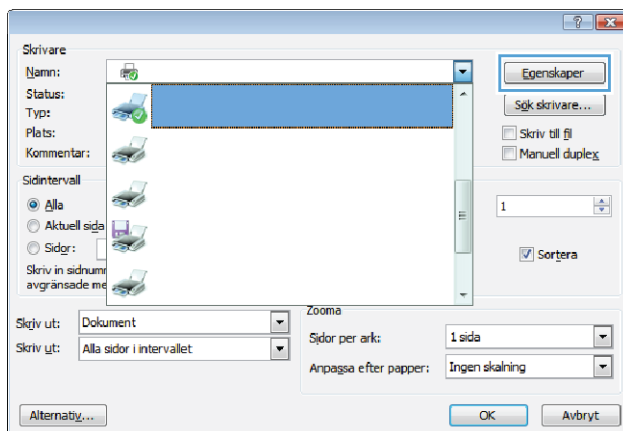 Skrivare
Namn:
Egenskaper
Status:
Typ:
Sök skrivare...
Plats:
Skriv till fil
Kommentar:
Manuell duplex
Sidintervall
Alla
1
Aktuell sida
Sidor:
Sortera
Skriv in sidnumr
avgränsade me
Zooma
Skriv ut: Dokument
Sidor per ark: 1 sida
Skriv ut: Alla sidor i intervallet
Anpassa efter papper: Ingen skalning
Alternativ...
OK
Avbryt